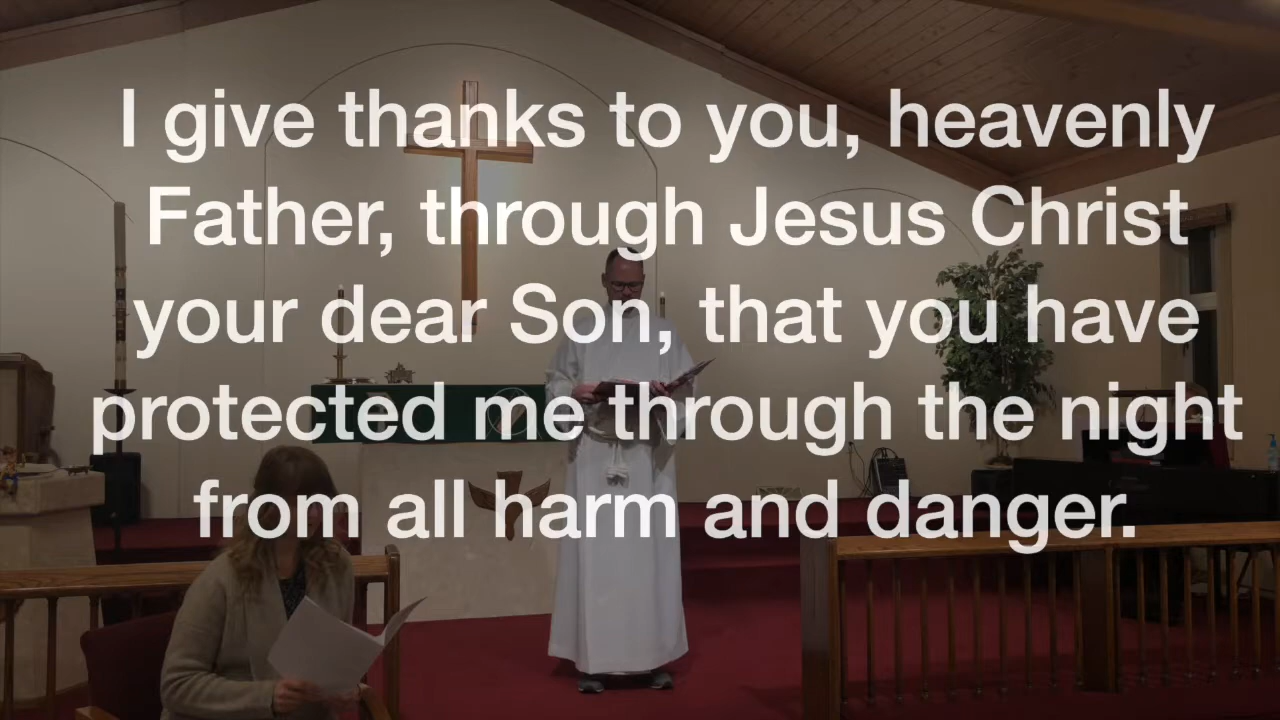 I give thanks to you, heavenly
Father, through Jesus Christ
your dear Son, that you have
protected me through the night
from all harm and danger.